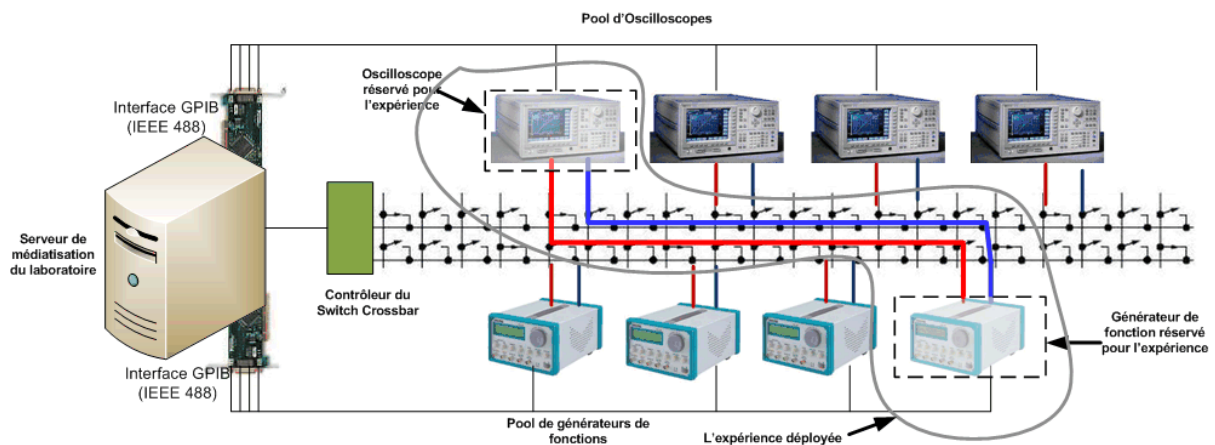 Pool d'Oscilloscopes
Oscilloscope
réservé pour
l'expérience
Interface GPIB
(IEEE 488)
Serveur de
médiatisation
du laboratoire
Contrôleur du
Switch Crossbar
Générateur de
fonction réservé
pour l'expérience
Interface GPIB
(IEEE 488)
Pool de générateurs de
fonctions
L'expérience déployée